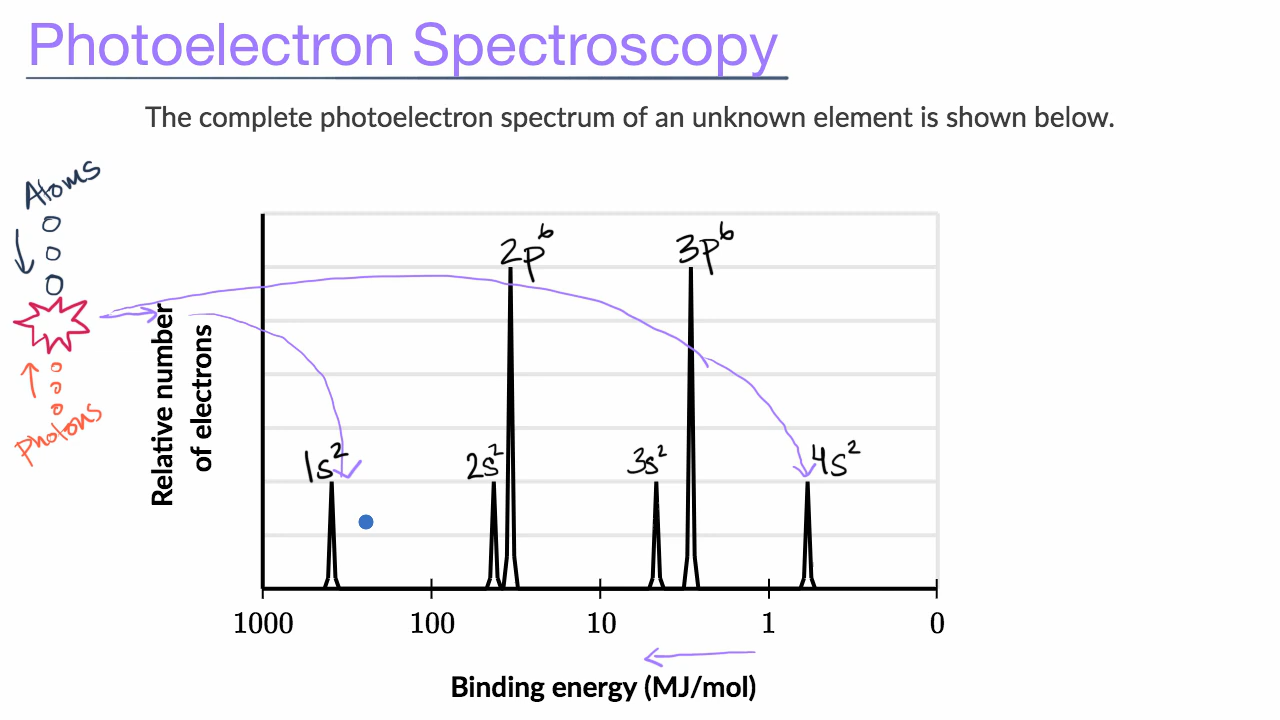 Photoelectron Spectroscopy
The complete photoelectron spectrum of an unknown element is shown below.
Atoms
Photons
Relative number
of electrons
1s²
2s²
2p⁶
3s²
3p⁶
4s²
1000 100 10 1 0
Binding energy (MJ/mol)